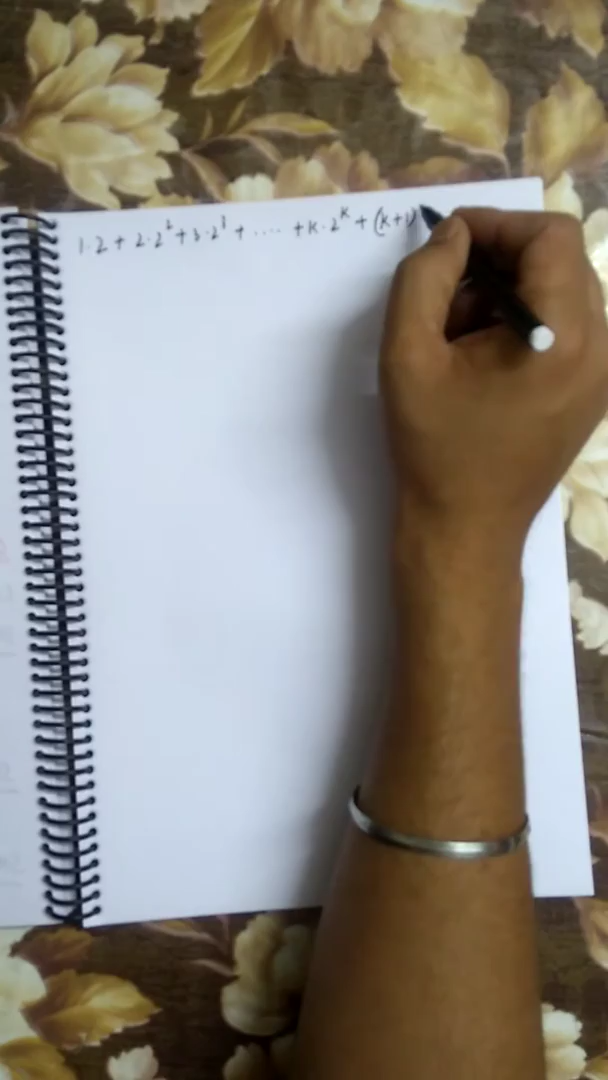 1·2 + 2·2² + 3·2³ + .... + k·2ᵏ + (k+1)